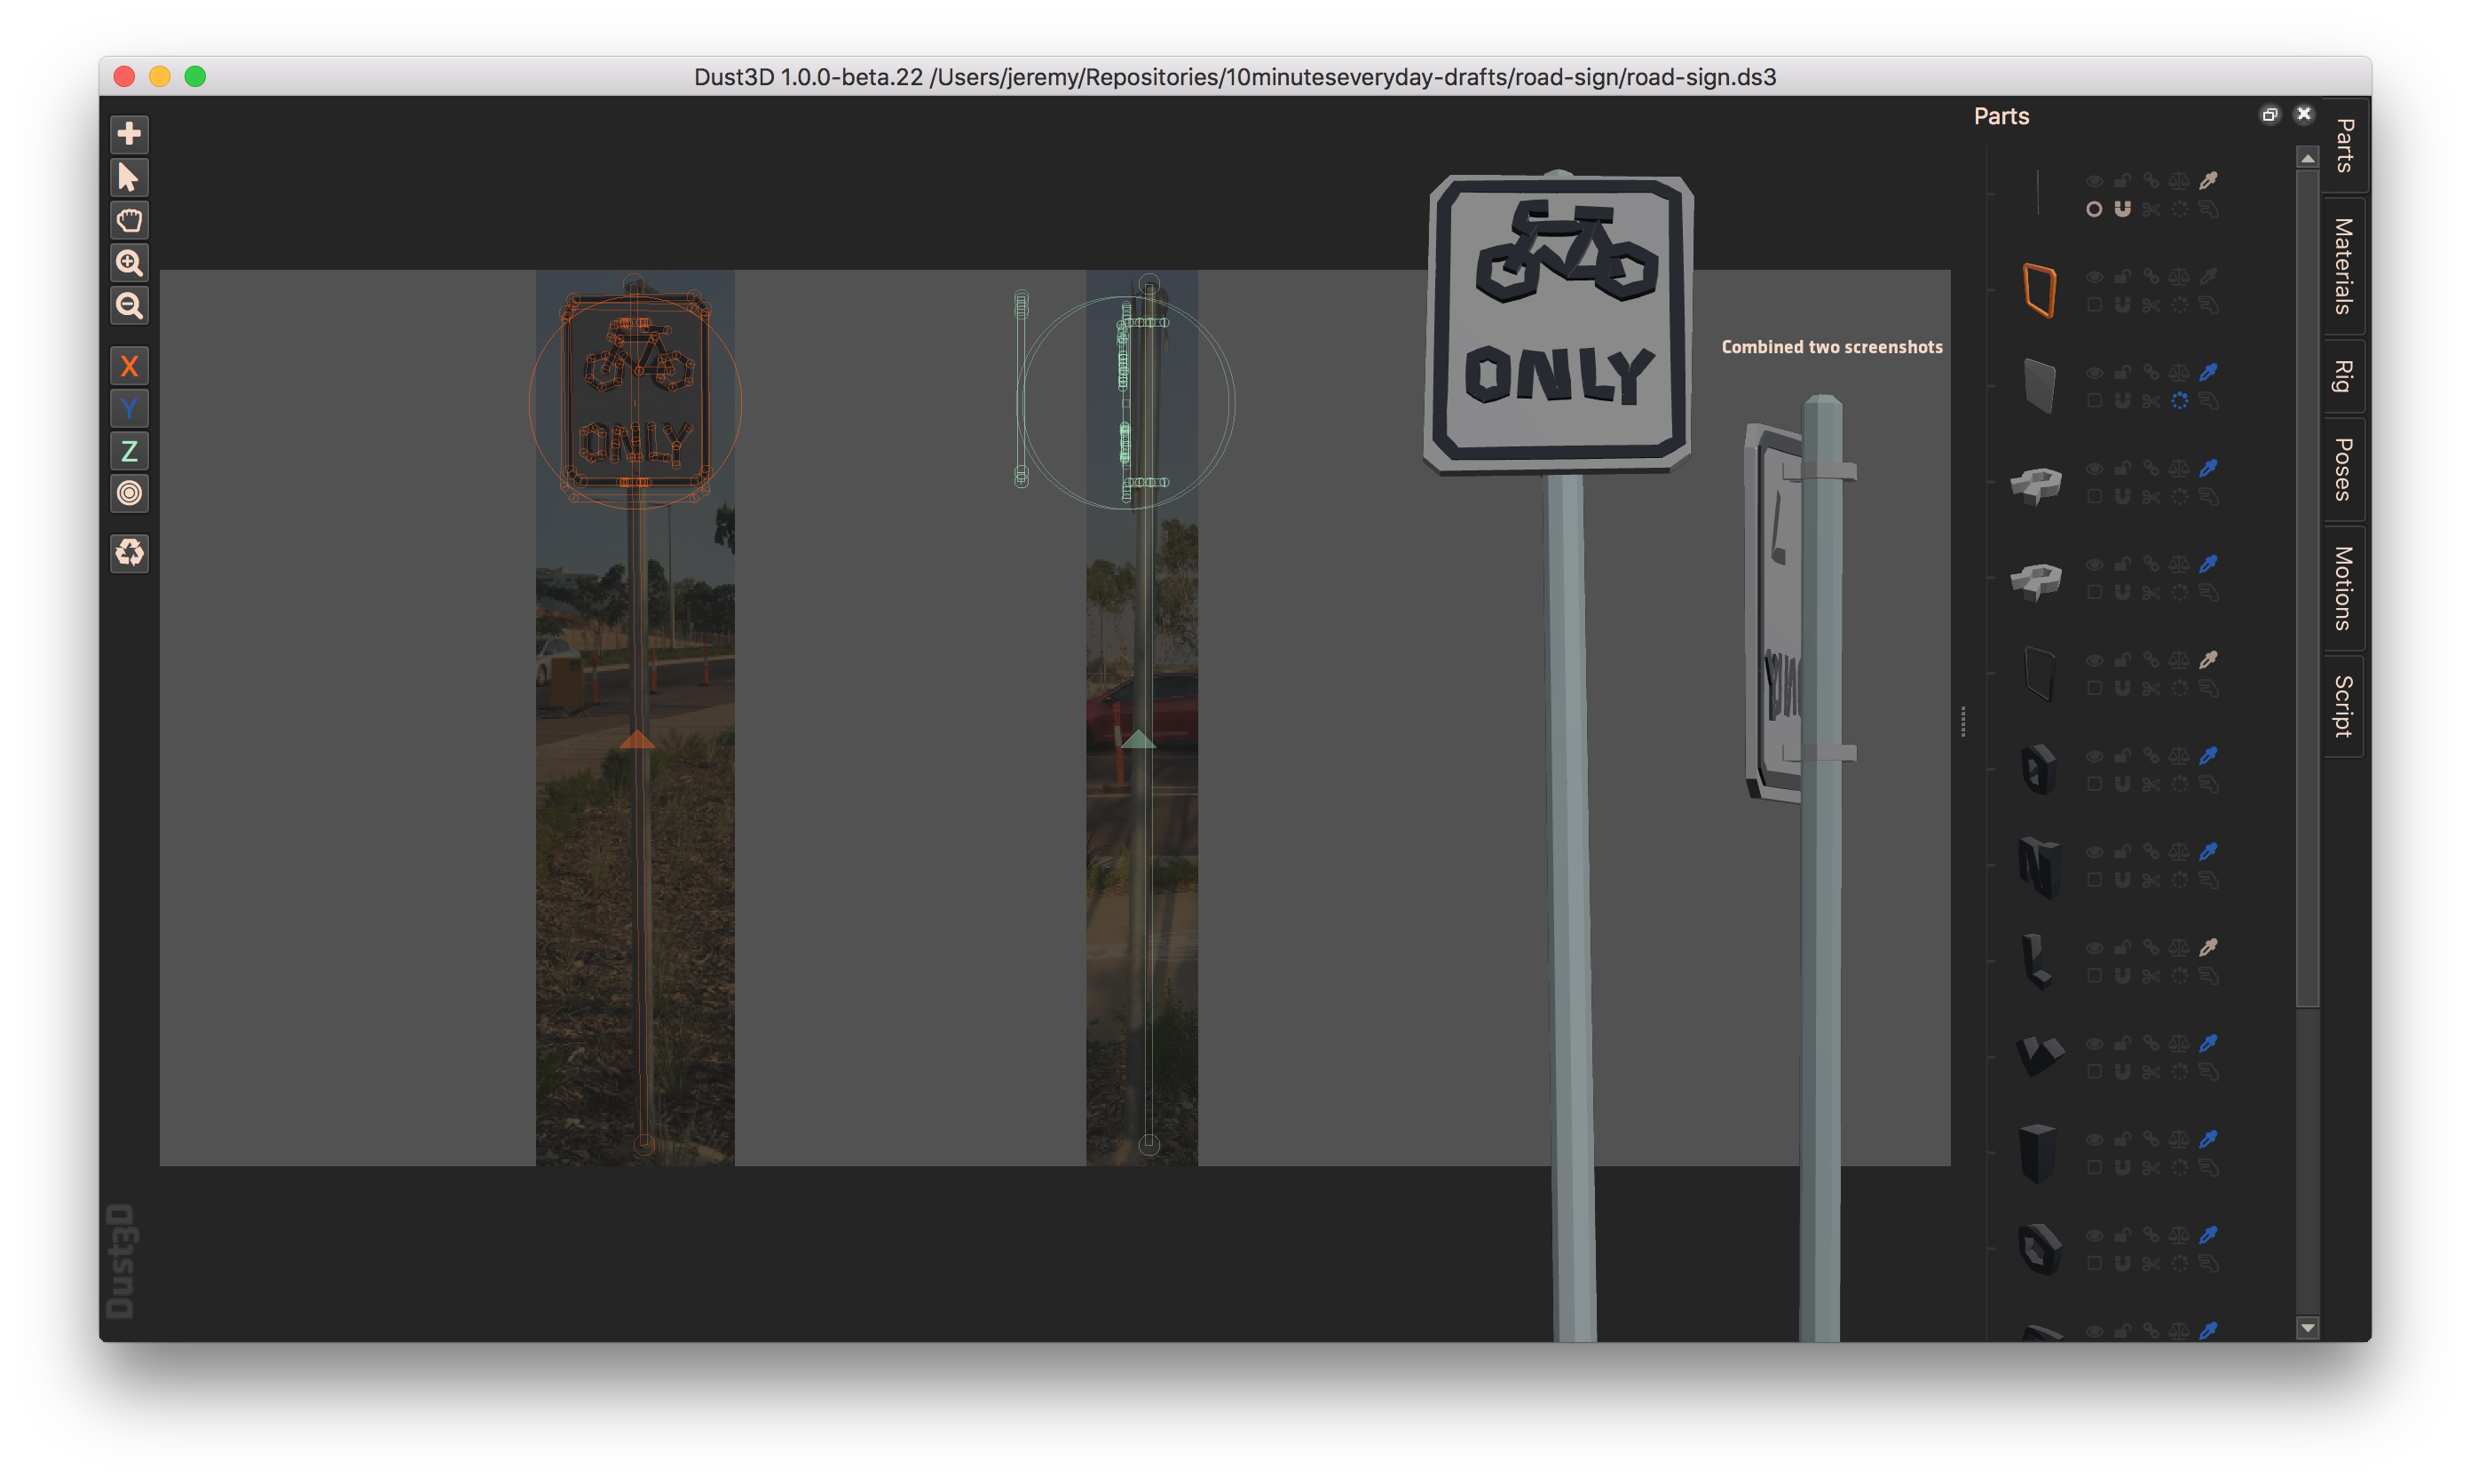 Dust3D 1.0.0-beta.22 /Users/jeremy/Repositories/10minuteseveryday-drafts/road-sign/road-sign.ds3
Parts
Parts
Materials
Rig
Poses
Motions
Script
X
Y
Z
ONLY
ONLY
Combined two screenshots
Dust3D